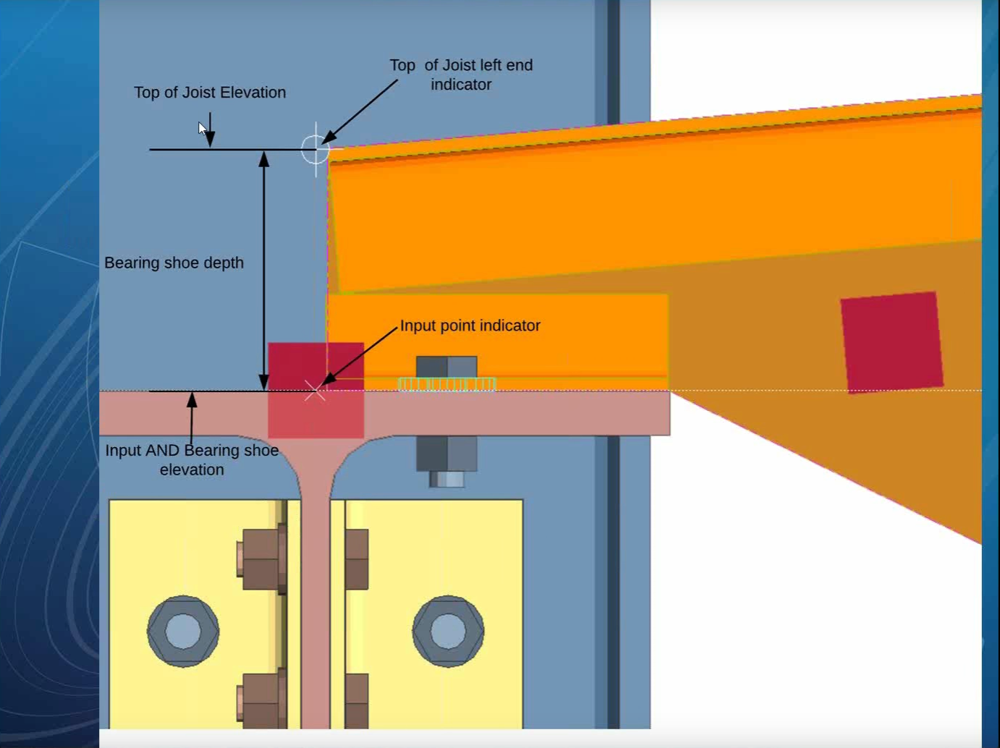 Top  of Joist left end
indicator
Top of Joist Elevation
Bearing shoe depth
Input point indicator
Input AND Bearing shoe
elevation